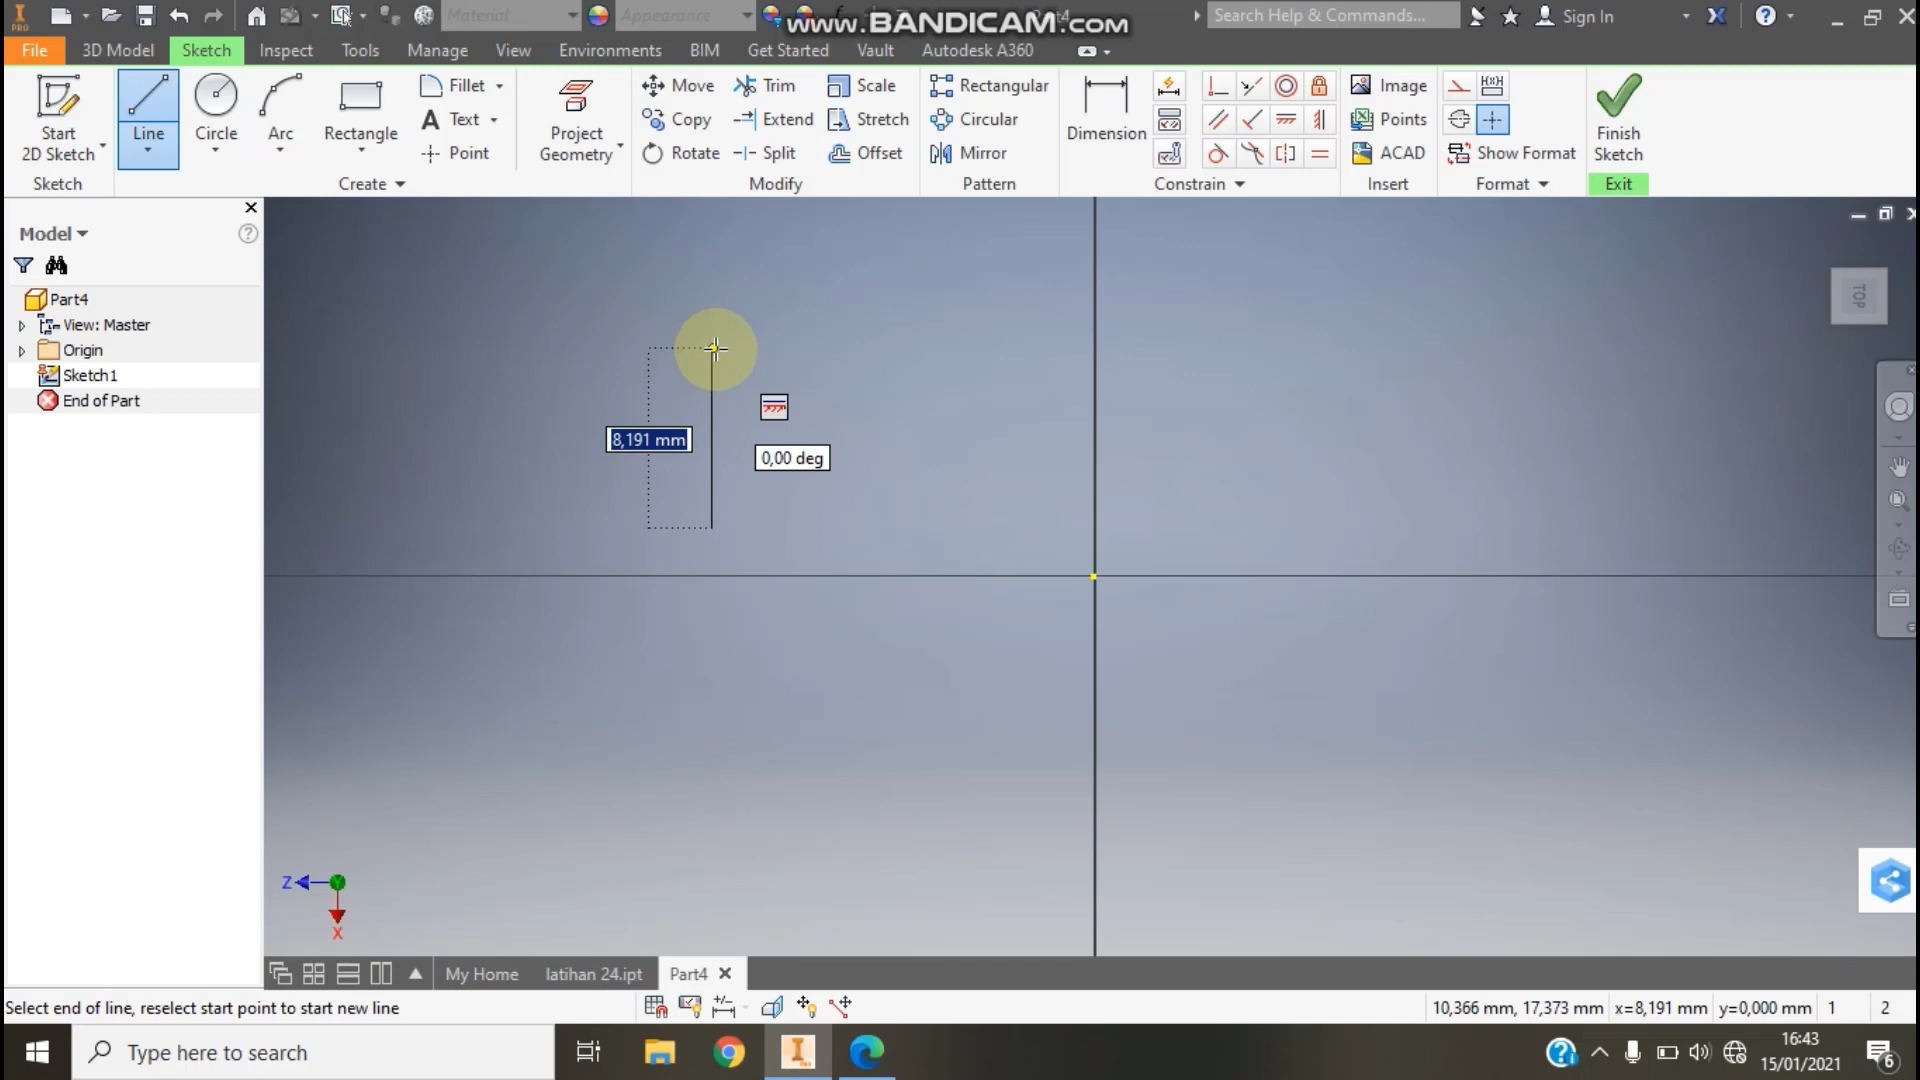 PRO
Material
Appearance
www.BANDICAM.com
Part4
Search Help & Commands...
Sign In
File
3D Model
Sketch
Inspect
Tools
Manage
View
Environments
BIM
Get Started
Vault
Autodesk A360
Start
2D Sketch
Line
Circle
Arc
Rectangle
Fillet
Text
Point
Project
Geometry
Move
Copy
Rotate
Trim
Extend
Split
Scale
Stretch
Offset
Rectangular
Circular
Mirror
Dimension
Image
Points
ACAD
Show Format
Finish
Sketch
Sketch
Create
Modify
Pattern
Constrain
Insert
Format
Exit
Model
Part4
View: Master
Origin
Sketch1
End of Part
TOP
8,191 mm
0,00 deg
Z
X
My Home
latihan 24.ipt
Part4
Select end of line, reselect start point to start new line
10,366 mm, 17,373 mm
x=8,191 mm
y=0,000 mm
1
2
Type here to search
16:43
15/01/2021
6